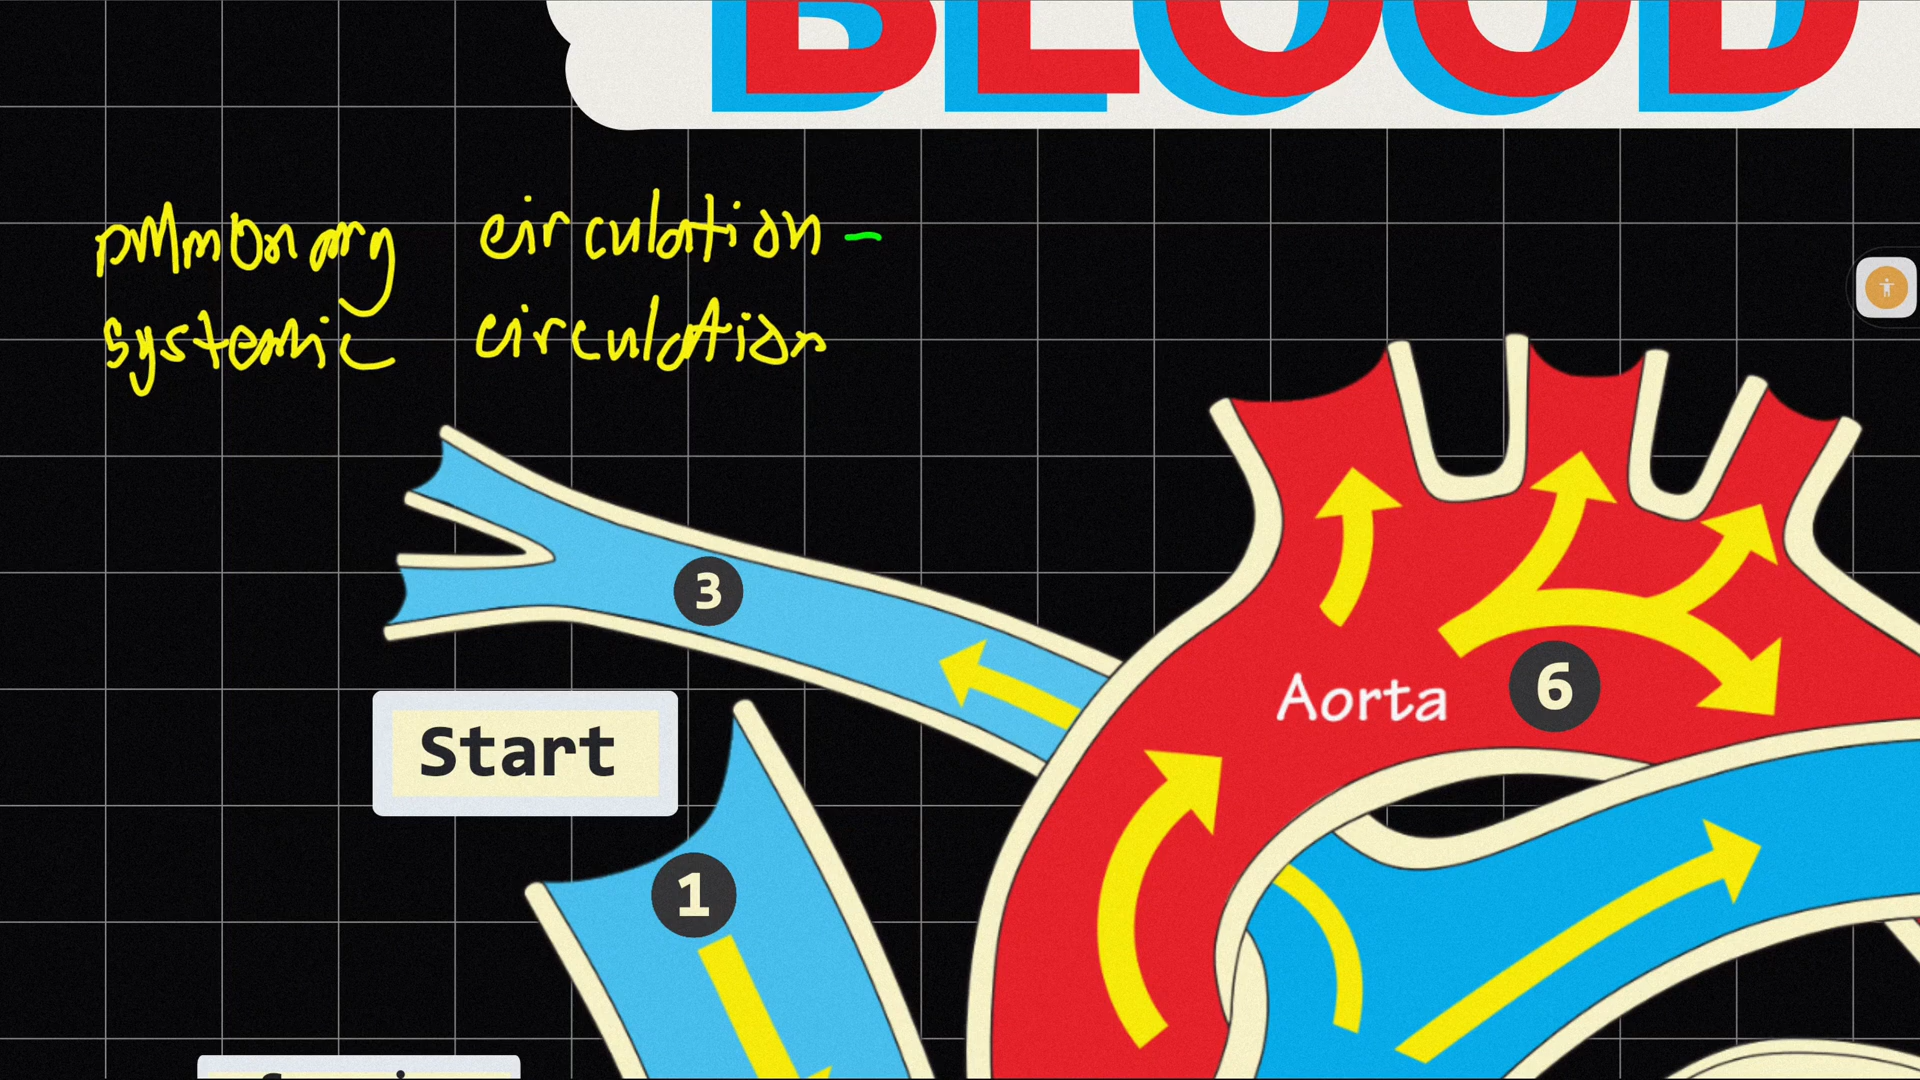 BLOOD
pulmonary circulation -
systemic circulation
3
Aorta
6
Start
1